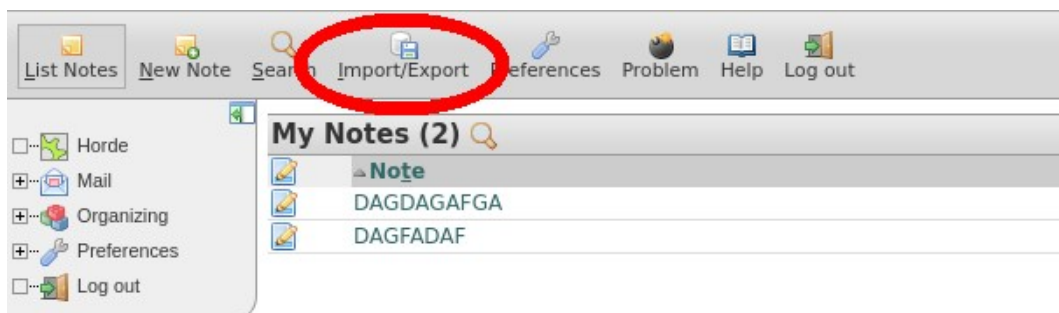 List Notes New Note Search Import/Export Preferences Problem Help Log out
Horde
Mail
Organizing
Preferences
Log out
My Notes (2)
Note
DAGDAGAFGA
DAGFADAF